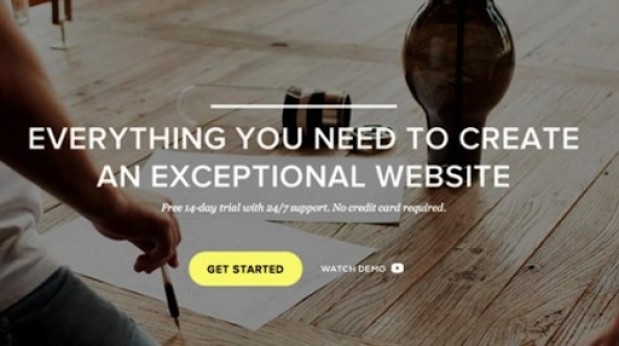 EVERYTHING YOU NEED TO CREATE
AN EXCEPTIONAL WEBSITE
Free 14-day trial with 24/7 support. No credit card required.
GET STARTED
WATCH DEMO